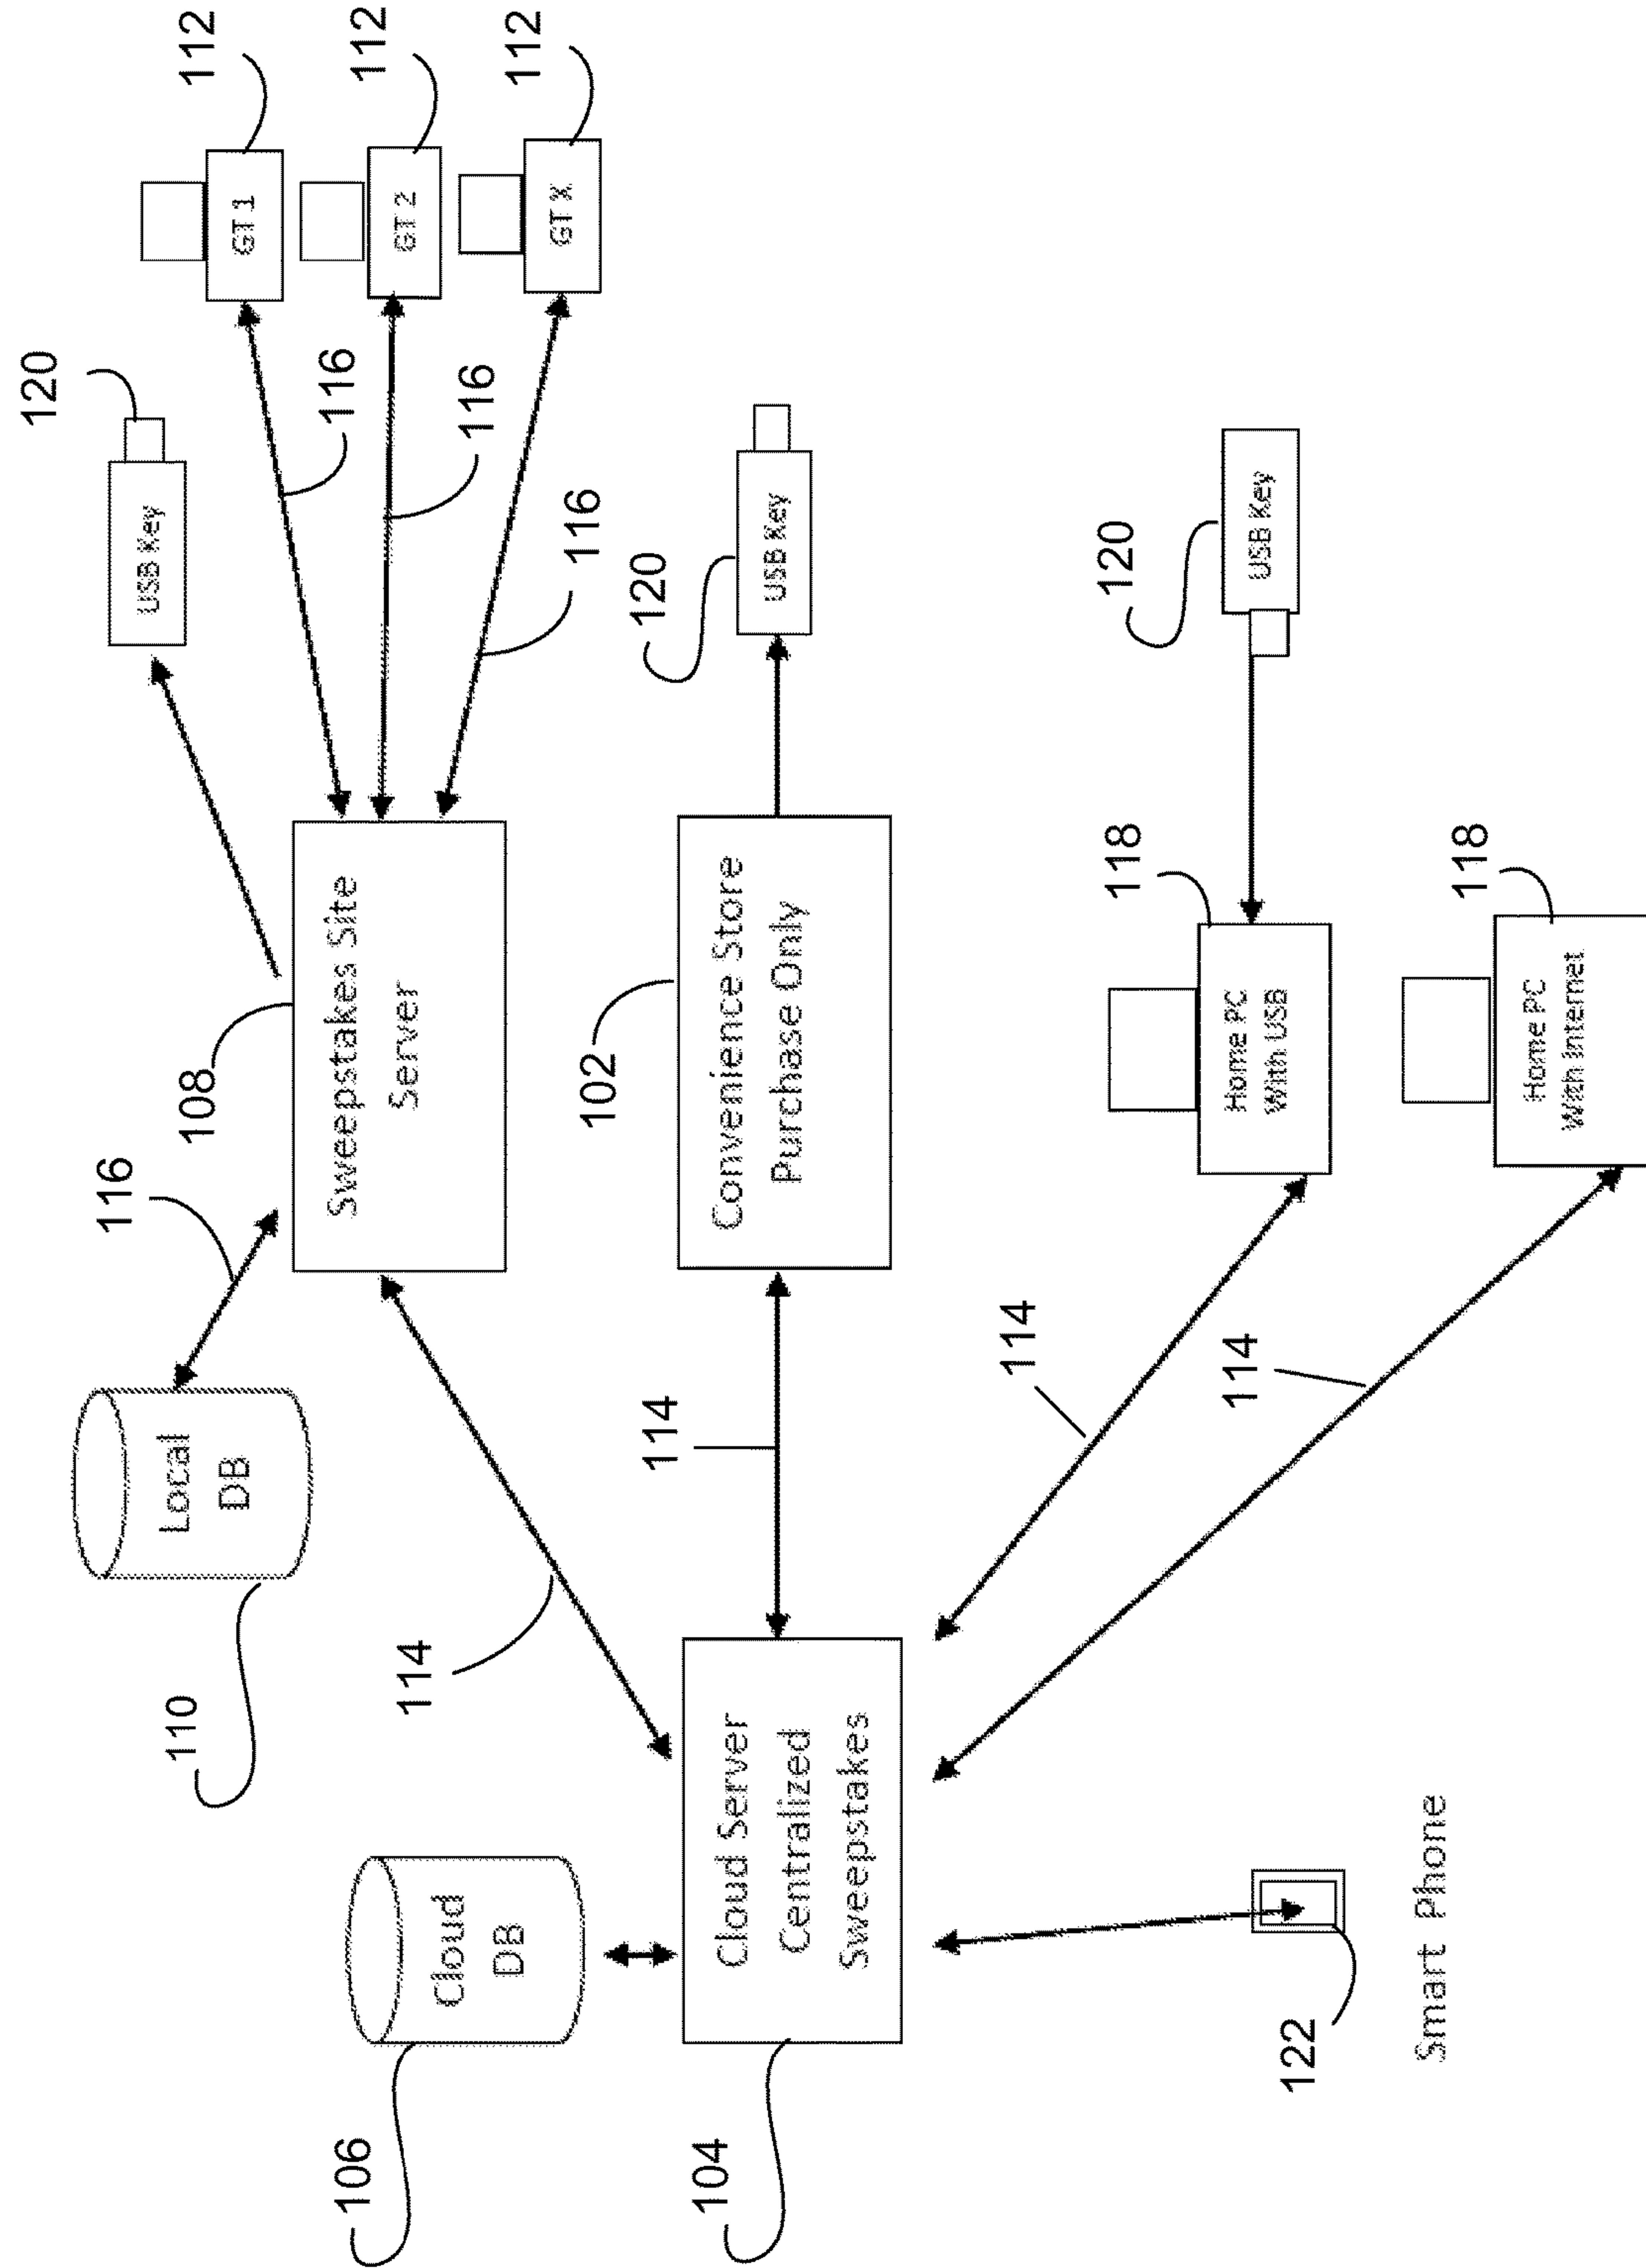 106
Cloud
DB
104
Cloud Server
Centralized
Sweepstakes
122
Smart Phone
110
Local
DB
114
114
114
114
116
108
Sweepstakes Site
Server
102
Convenience Store
Purchase Only
118
Home PC
With USB
118
Home PC
With Internet
120
USB Key
120
USB Key
120
USB Key
116
116
116
112
GT 1
112
GT 2
112
GT X